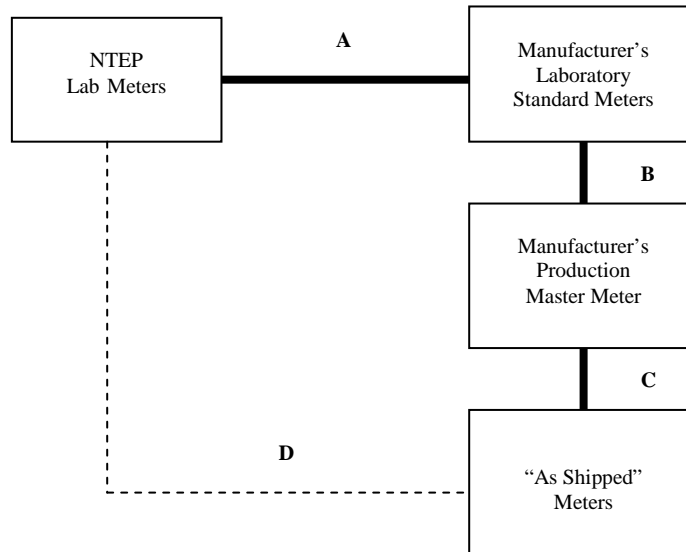 A
NTEP
Lab Meters
Manufacturer’s
Laboratory
Standard Meters
B
Manufacturer’s
Production
Master Meter
C
D
“As Shipped”
Meters